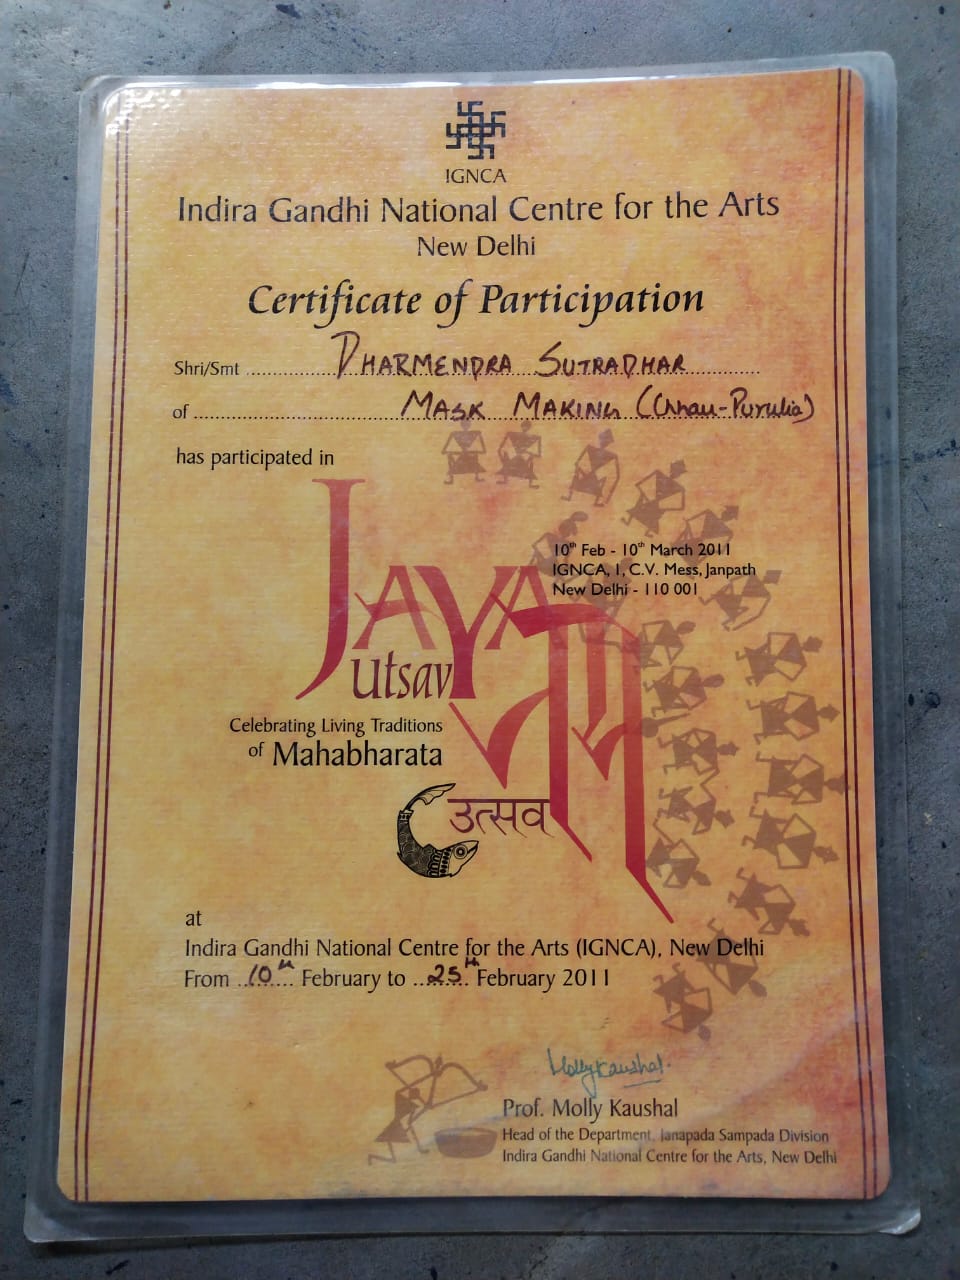 IGNCA
Indira Gandhi National Centre for the Arts
New Delhi
Certificate of Participation
Shri/Smt DHARMENDRA SUTRADHAR
of MASK MAKING (Chhau-Purulia)
has participated in
10th Feb - 10th March 2011
IGNCA, 1, C.V. Mess, Janpath
New Delhi - 110 001
JAYA
utsav
जय
Celebrating Living Traditions
of Mahabharata
उत्सव
at
Indira Gandhi National Centre for the Arts (IGNCA), New Delhi
From 10th February to 25th February 2011
Molly Kaushal
Prof. Molly Kaushal
Head of the Department, Janapada Sampada Division
Indira Gandhi National Centre for the Arts, New Delhi